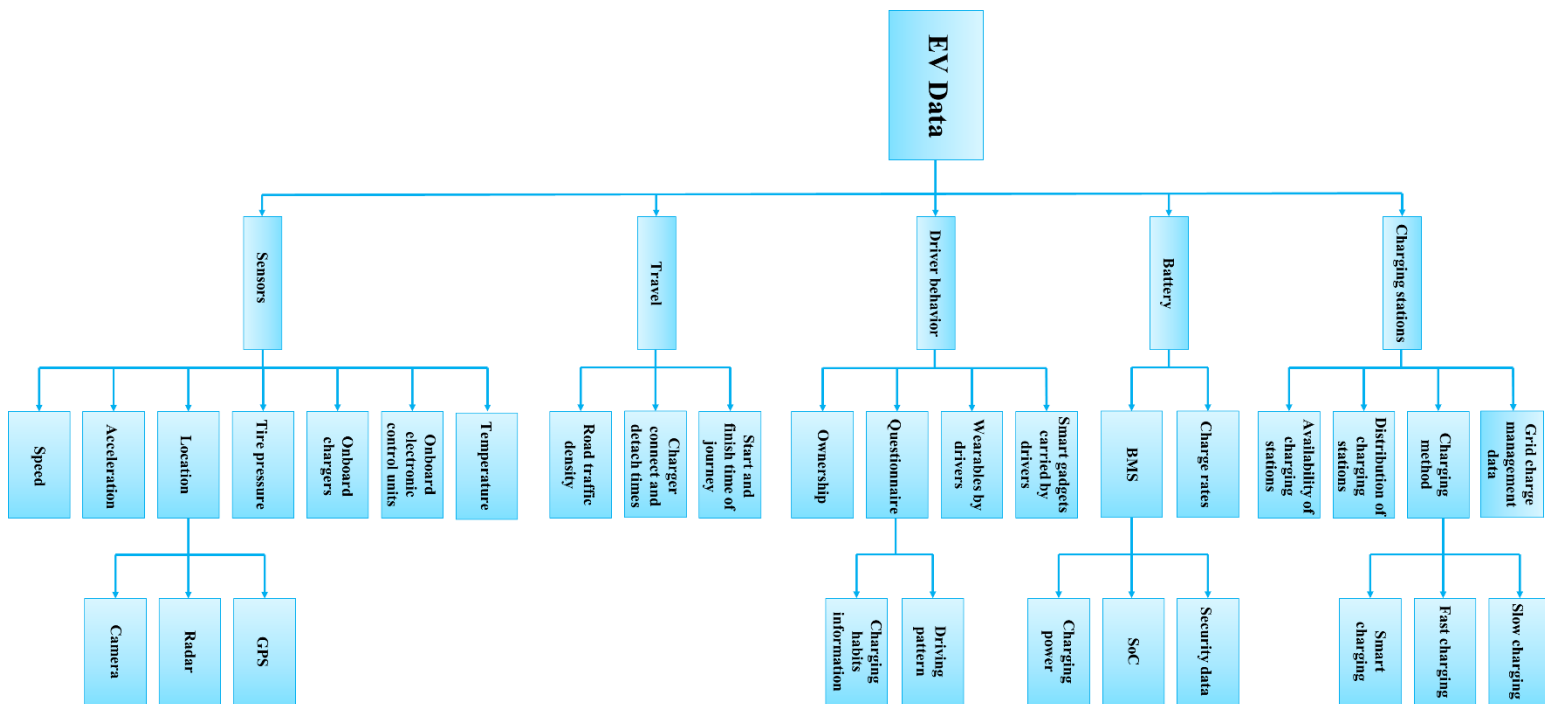 EV Data
Sensors
Travel
Driver behavior
Battery
Charging stations
Speed
Acceleration
Location
Tire pressure
Onboard
chargers
Onboard
electronic
control units
Temperature
Road traffic
density
Charger
connect and
detach times
Start and
finish time of
journey
Ownership
Questionnaire
Wearables by
drivers
Smart gadgets
carried by
drivers
BMS
Charge rates
Availability of
charging
stations
Distribution of
charging
stations
Charging
method
Grid charge
management
data
Camera
Radar
GPS
Charging
habits
information
Driving
pattern
Charging
power
SoC
Security data
Smart
charging
Fast charging
Slow charging